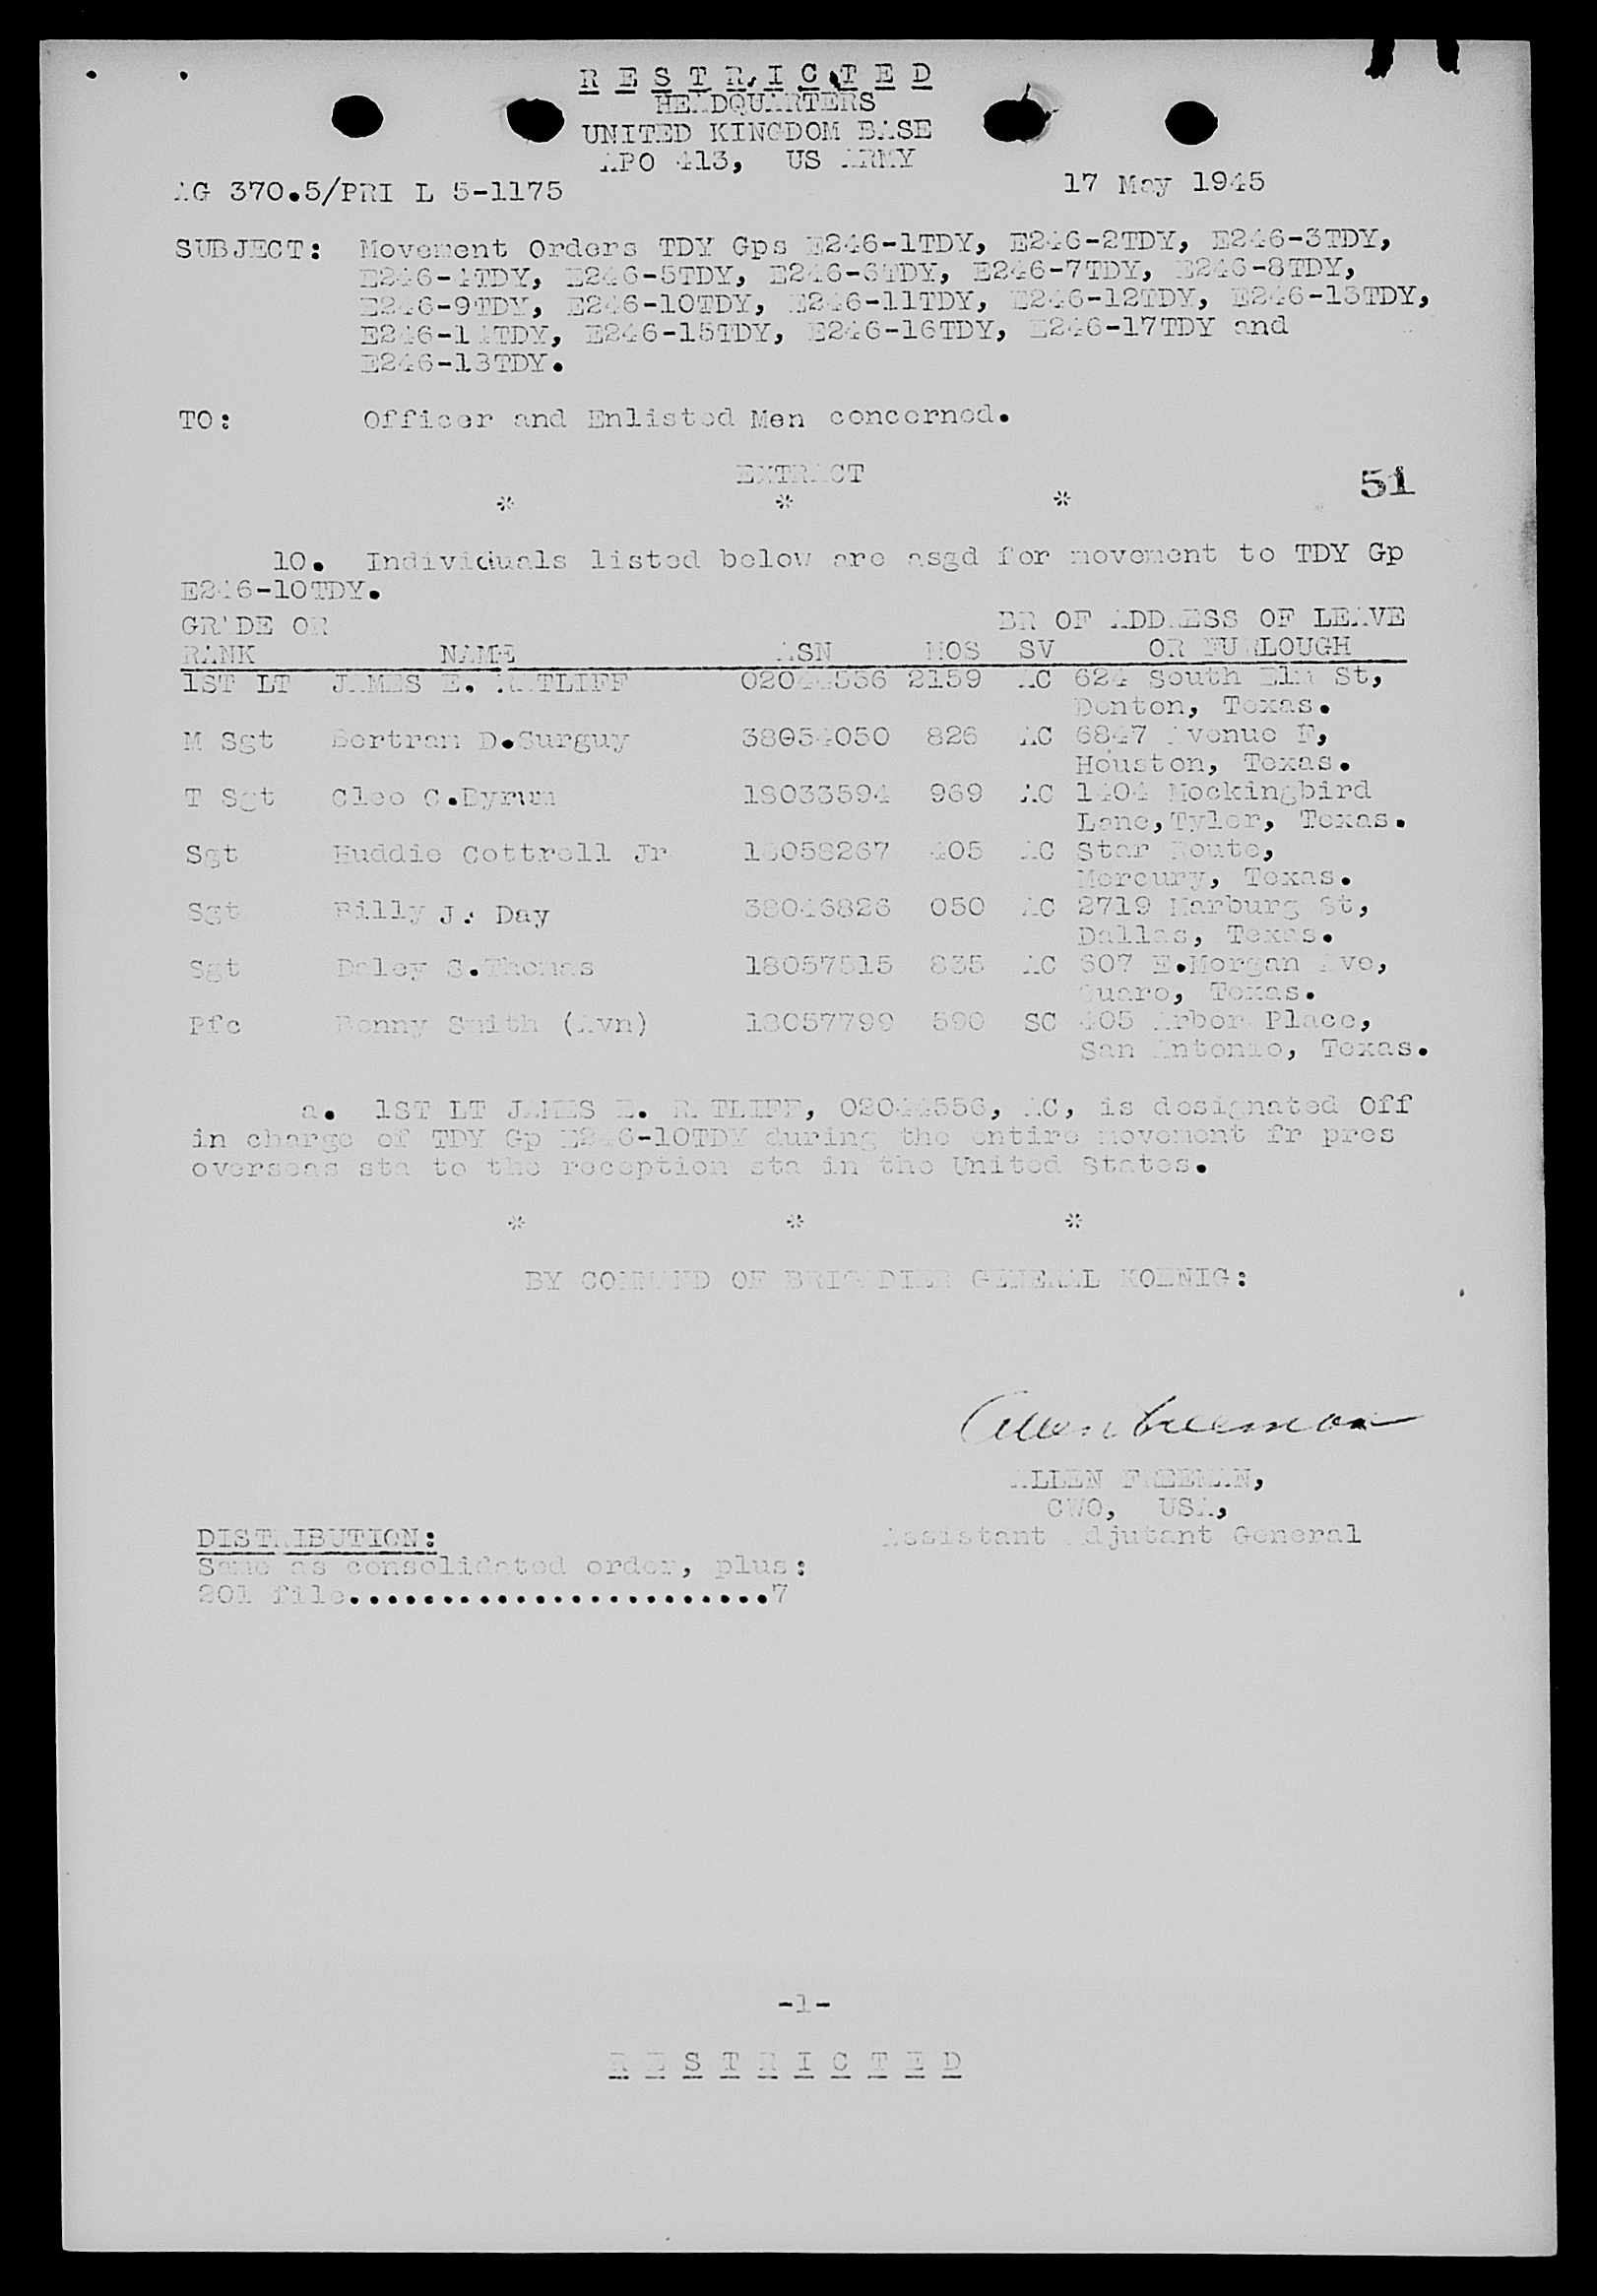 R E S T R I C T E D
HEADQUARTERS
UNITED KINGDOM BASE
APO 413, US ARMY
AG 370.5/PRI L 5-1175
17 May 1945
SUBJECT: Movement Orders TDY Gps E246-1TDY, E246-2TDY, E246-3TDY,
E246-4TDY, E246-5TDY, E246-6TDY, E246-7TDY, E246-8TDY,
E246-9TDY, E246-10TDY, E246-11TDY, E246-12TDY, E246-13TDY,
E246-14TDY, E246-15TDY, E246-16TDY, E246-17TDY and
E246-18TDY.
TO: Officer and Enlisted Men concerned.
EXTRACT
51
* * *
10. Individuals listed below are asgd for movement to TDY Gp
E246-10TDY.
GRADE OR BR OF ADDRESS OF LEAVE
RANK NAME ASN MOS SV OR FURLOUGH
1ST LT JAMES E. RATLIFF 02044556 2159 AC 624 South Elm St,
Denton, Texas.
M Sgt Bertram D.Surguy 38054050 826 AC 6847 Avenue F,
Houston, Texas.
T Sgt Cleo C.Byrum 18033594 969 AC 1404 Mockingbird
Lane,Tyler, Texas.
Sgt Huddie Cottrell Jr 18058267 405 AC Star Route,
Mercury, Texas.
Sgt Billy J. Day 38046826 050 AC 2719 Marburg St,
Dallas, Texas.
Sgt Daley S.Thomas 18057515 835 AC 607 E.Morgan Ave,
Cuero, Texas.
Pfc Benny Smith (Avn) 18057799 590 SC 405 Arbor Place,
San Antonio, Texas.
a. 1ST LT JAMES E. RATLIFF, 02044556, AC, is designated Off
in charge of TDY Gp E246-10TDY during the entire movement fr pres
overseas sta to the reception sta in the United States.
* * *
BY COMMAND OF BRIGADIER GENERAL KOENIG:
Allen Freeman
ALLEN FREEMAN,
CWO, USA,
Assistant Adjutant General
DISTRIBUTION:
Same as consolidated order, plus:
201 file.......................7
-1-
R E S T R I C T E D